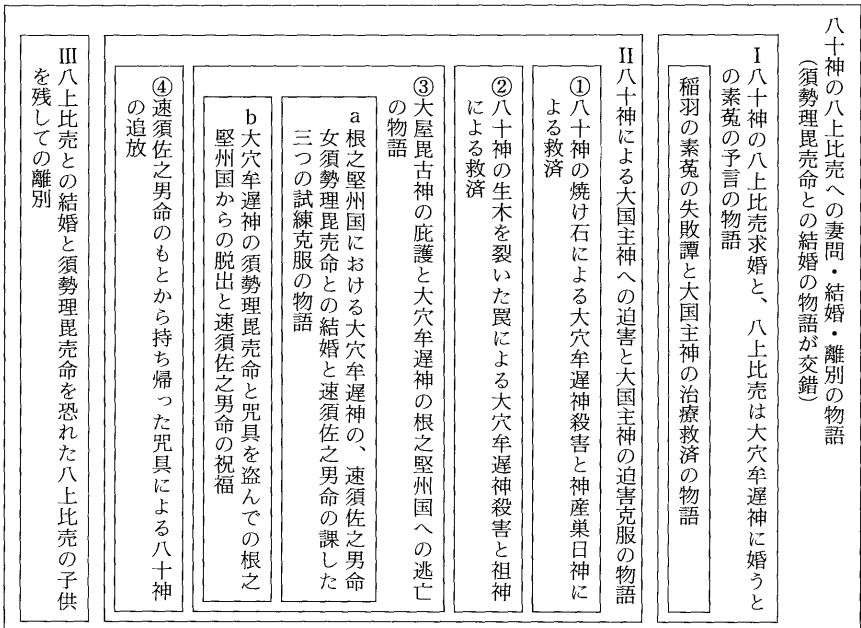 八十神の八上比売への妻問・結婚・離別の物語
（須勢理毘売命との結婚の物語が交錯）
Ⅰ八十神の八上比売求婚と、八上比売は大穴牟遅神に婚うと
の素菟の予言の物語
稲羽の素菟の失敗譚と大国主神の治療救済の物語
Ⅱ八十神による大国主神への迫害と大国主神の迫害克服の物語
①八十神の焼け石による大穴牟遅神殺害と神産巣日神に
よる救済
②八十神の生木を裂いた罠による大穴牟遅神殺害と祖神
による救済
③大屋毘古神の庇護と大穴牟遅神の根之堅州国への逃亡
の物語
a根之堅州国における大穴牟遅神の、速須佐之男命
女須勢理毘売命との結婚と速須佐之男命の課した
三つの試練克服の物語
b大穴牟遅神の須勢理毘売命と咒具を盗んでの根之
堅州国からの脱出と速須佐之男命の祝福
④速須佐之男命のもとから持ち帰った咒具による八十神
の追放
Ⅲ八上比売との結婚と須勢理毘売命を恐れた八上比売の子供
を残しての離別